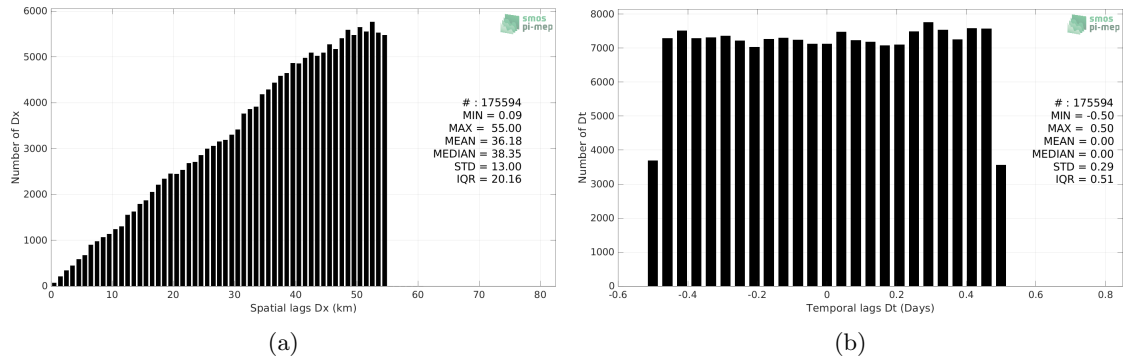 6000
5000
4000
3000
2000
1000
0
Number of Dx
0 10 20 30 40 50 60 70 80
Spatial lags Dx (km)
smos
pi-mep
# : 175594
MIN = 0.09
MAX = 55.00
MEAN = 36.18
MEDIAN = 38.35
STD = 13.00
IQR = 20.16
(a)
8000
7000
6000
5000
4000
3000
2000
1000
0
Number of Dt
-0.6 -0.4 -0.2 0 0.2 0.4 0.6 0.8
Temporal lags Dt (Days)
smos
pi-mep
# : 175594
MIN = -0.50
MAX = 0.50
MEAN = 0.00
MEDIAN = 0.00
STD = 0.29
IQR = 0.51
(b)